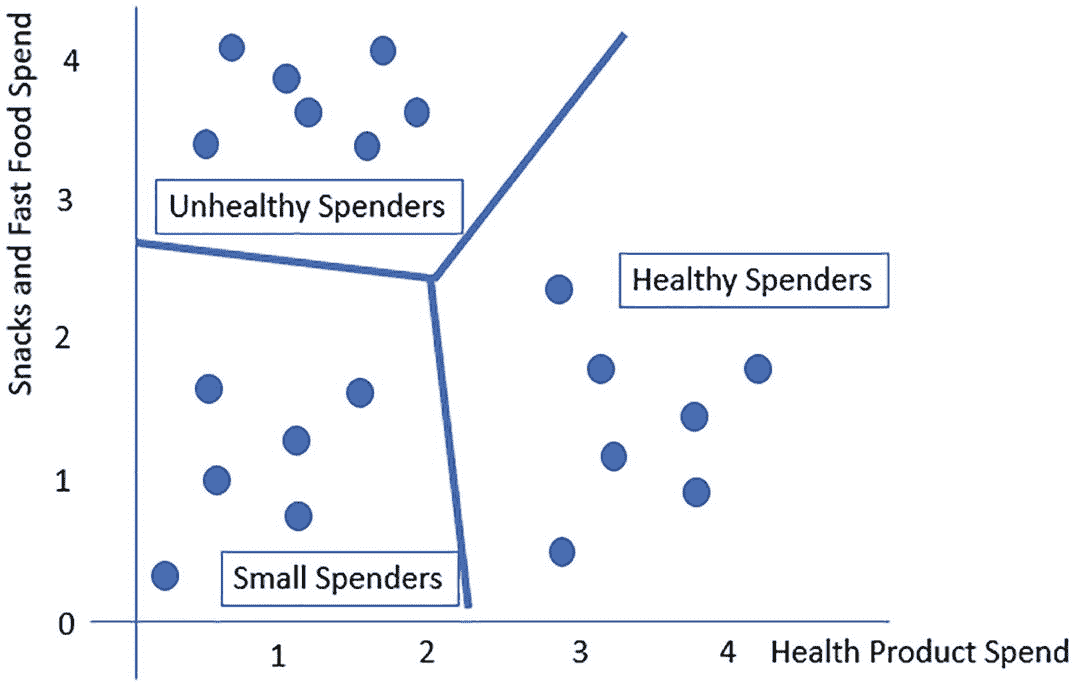 Snacks and Fast Food Spend
4
3
2
1
0
Unhealthy Spenders
Healthy Spenders
Small Spenders
1 2 3 4 Health Product Spend